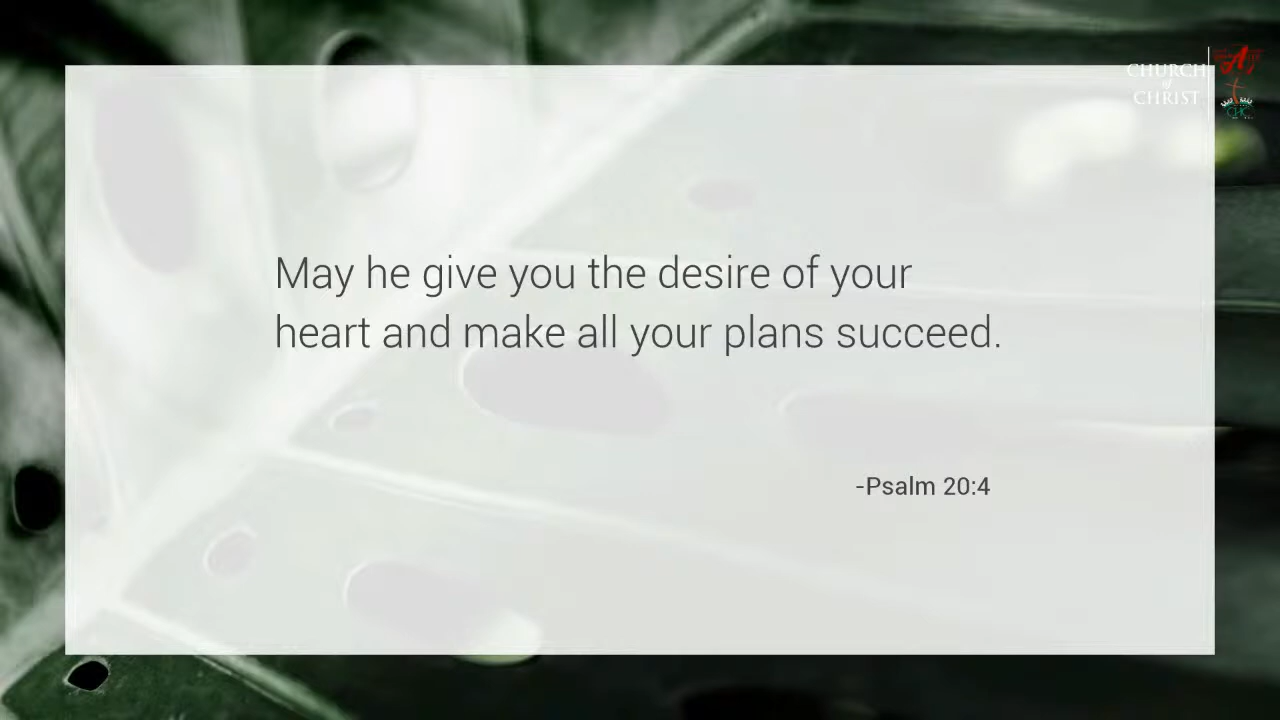 CHURCH
of
CHRIST
May he give you the desire of your
heart and make all your plans succeed.
-Psalm 20:4